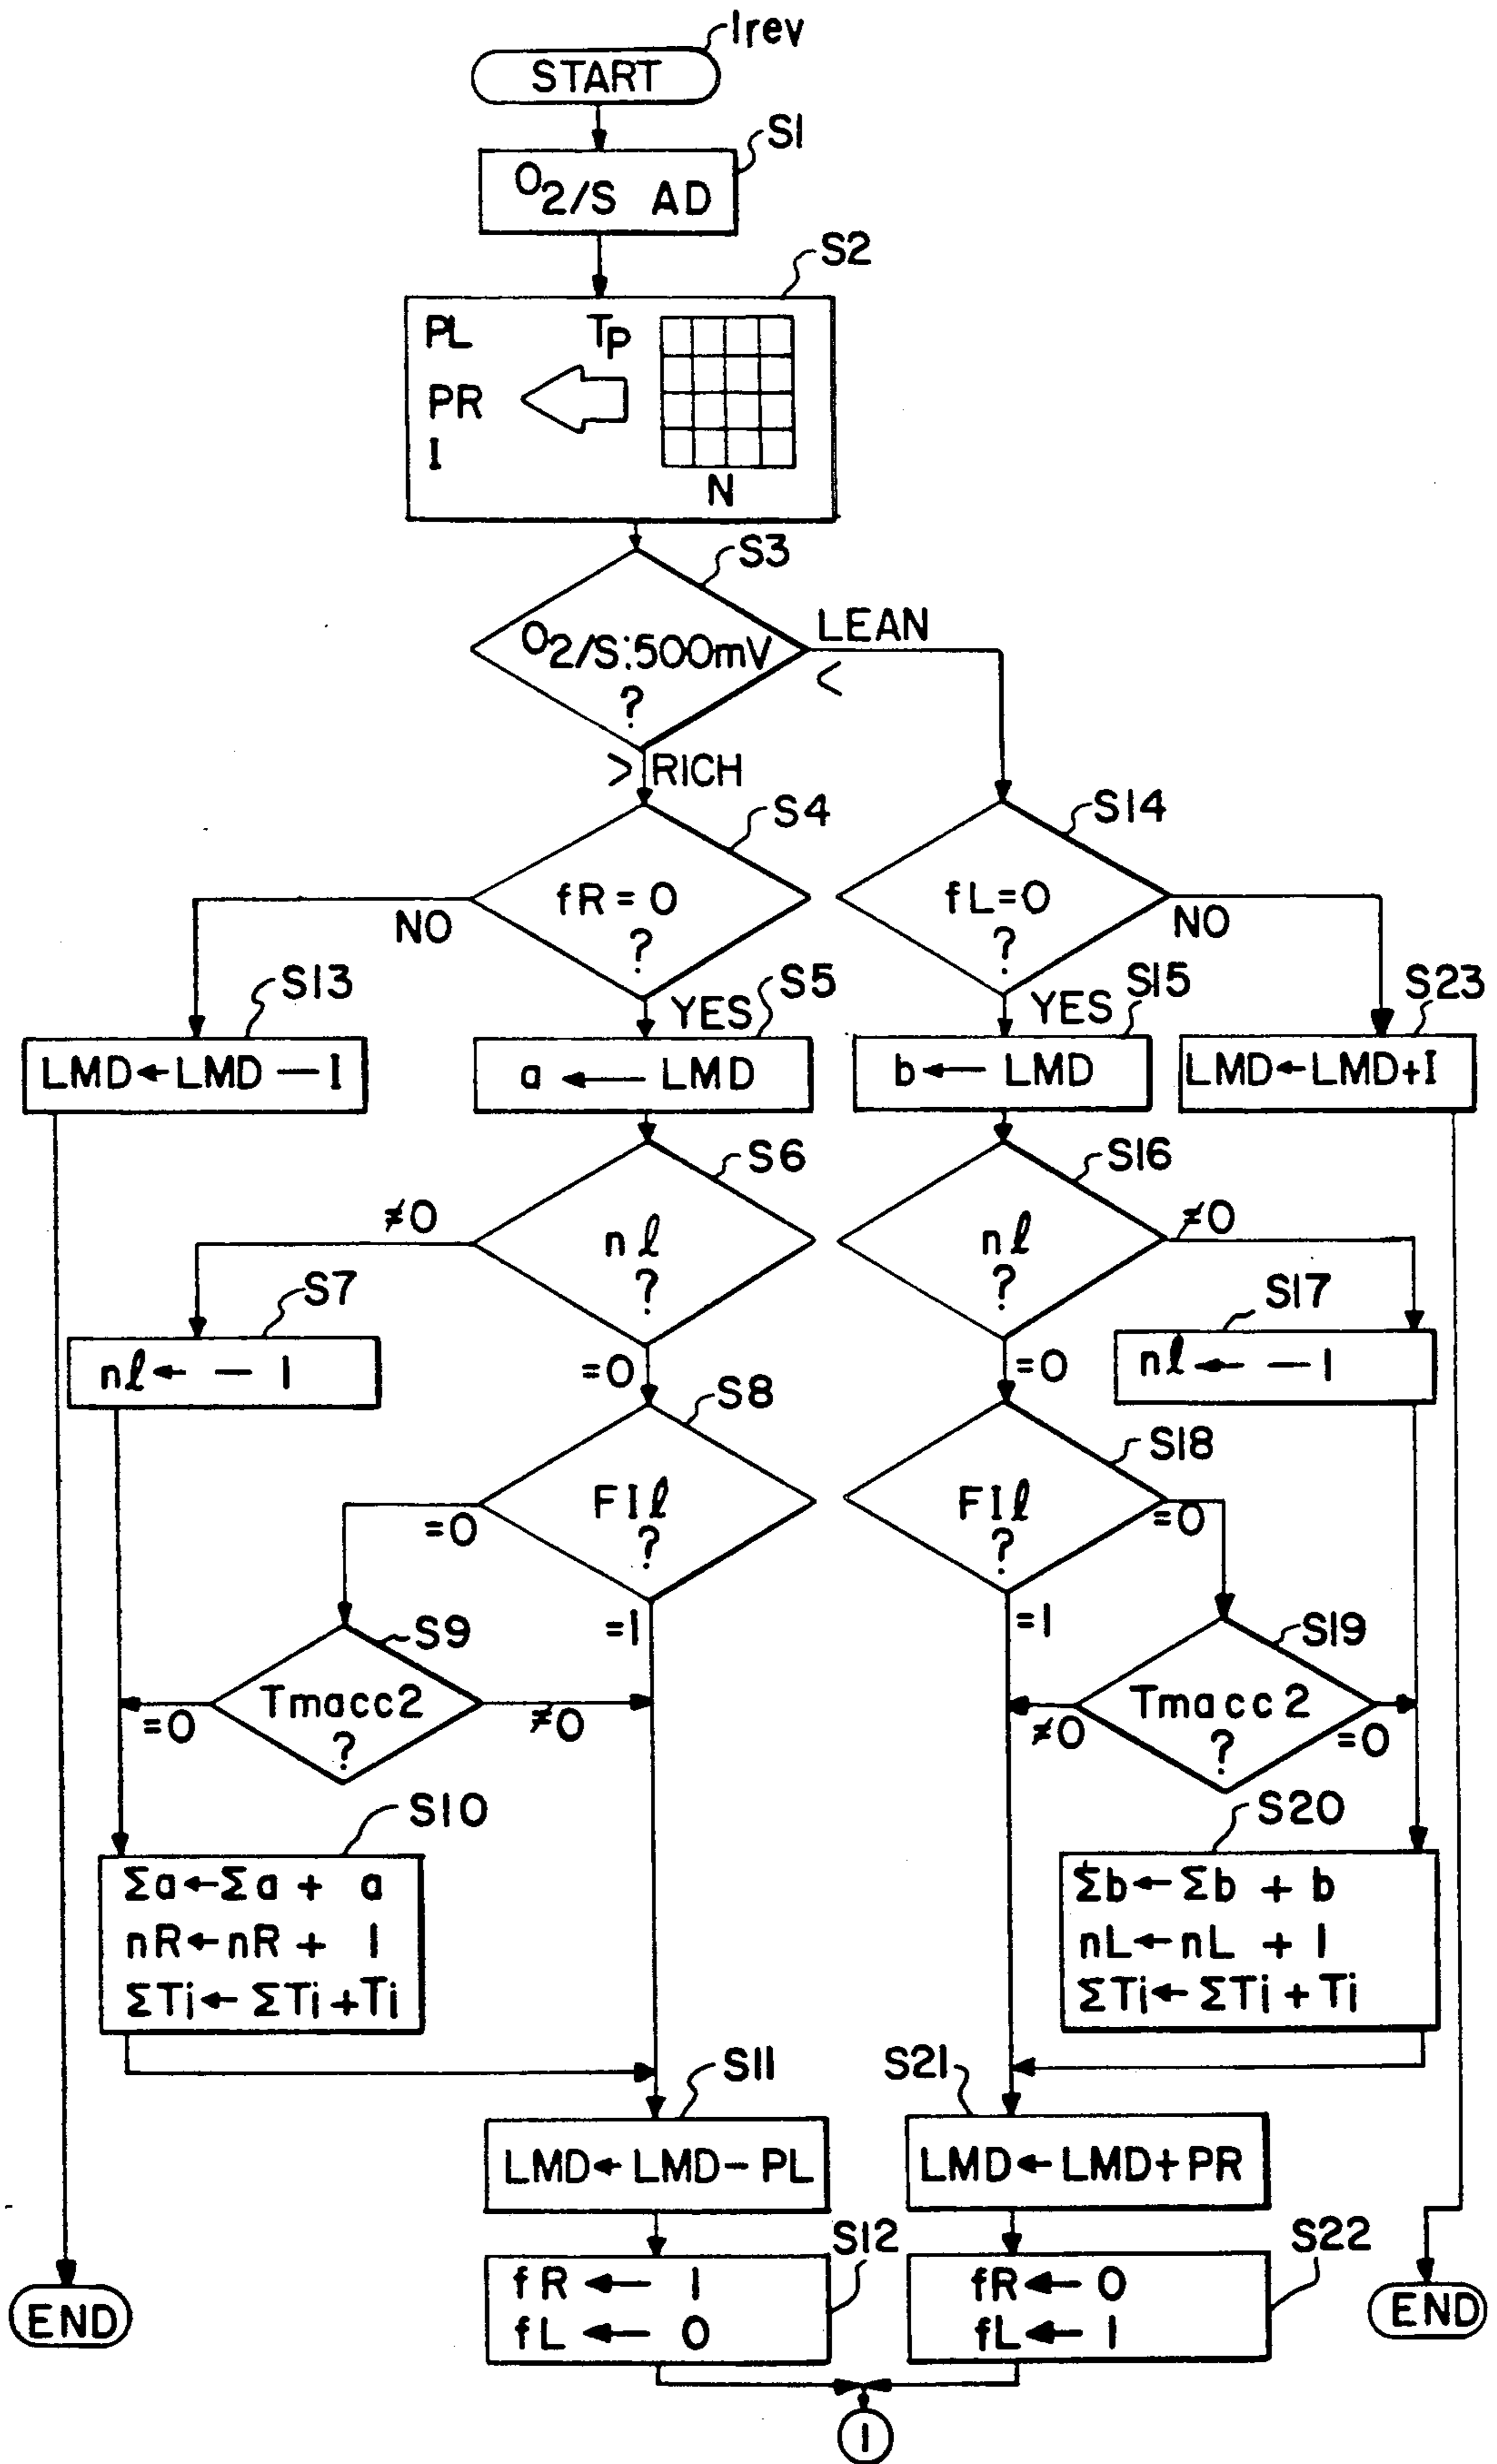 1rev
START
S1
O2/S AD
S2
PL TP
PR
I
N
S3
O2/S:500mV
?
LEAN
<
> RICH
S4
fR=0
?
NO
S14
fL=0
?
NO
S13
LMD←LMD—I
YES
S5
a ← LMD
YES
S15
b ← LMD
S23
LMD←LMD+I
S6
nℓ
?
≠0
S16
nℓ
?
≠0
S7
nℓ← — 1
=0
S17
nℓ← —1
=0
S8
FIℓ
?
=0
=1
S18
FIℓ
?
=0
=1
S9
Tmacc2
?
=0
≠0
S19
Tmacc2
?
≠0
=0
S10
Σa←Σa + a
nR←nR + 1
ΣTi←ΣTi+Ti
S20
Σb←Σb + b
nL←nL + 1
ΣTi←ΣTi+Ti
S11
LMD←LMD-PL
S21
LMD←LMD+PR
S12
fR ← 1
fL ← 0
S22
fR← 0
fL← 1
END
END
1